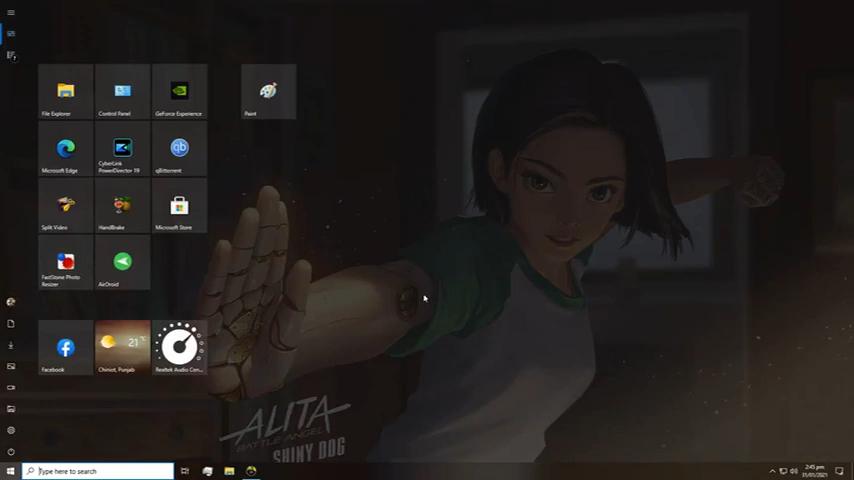 File Explorer
Control Panel
GeForce Experience
Paint
Microsoft Edge
CyberLink
PowerDirector 19
qBittorrent
qb
Split Video
HandBrake
Microsoft Store
FastStone Photo
Resizer
AirDroid
Facebook
21°C
Chiniot, Punjab
Realtek Audio Con...
ALITA
BATTLE ANGEL
SHINY DOG
Type here to search
2:45 pm
31/01/2021